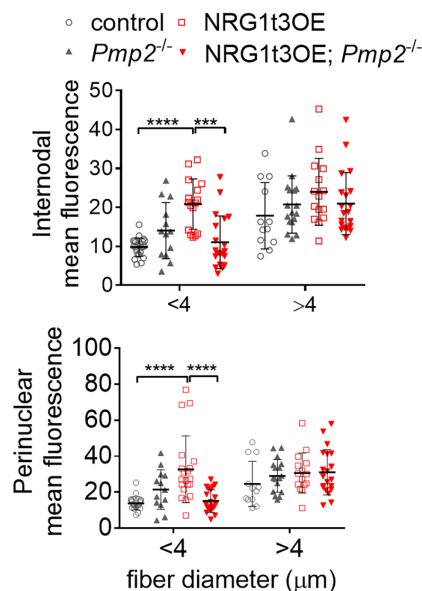 control NRG1t3OE
Pmp2-/- NRG1t3OE; Pmp2-/-
Internodal
mean fluorescence
50
40
30
20
10
0
**** ***
<4 >4
Perinuclear
mean fluorescence
100
80
60
40
20
0
**** ****
<4 >4
fiber diameter (μm)